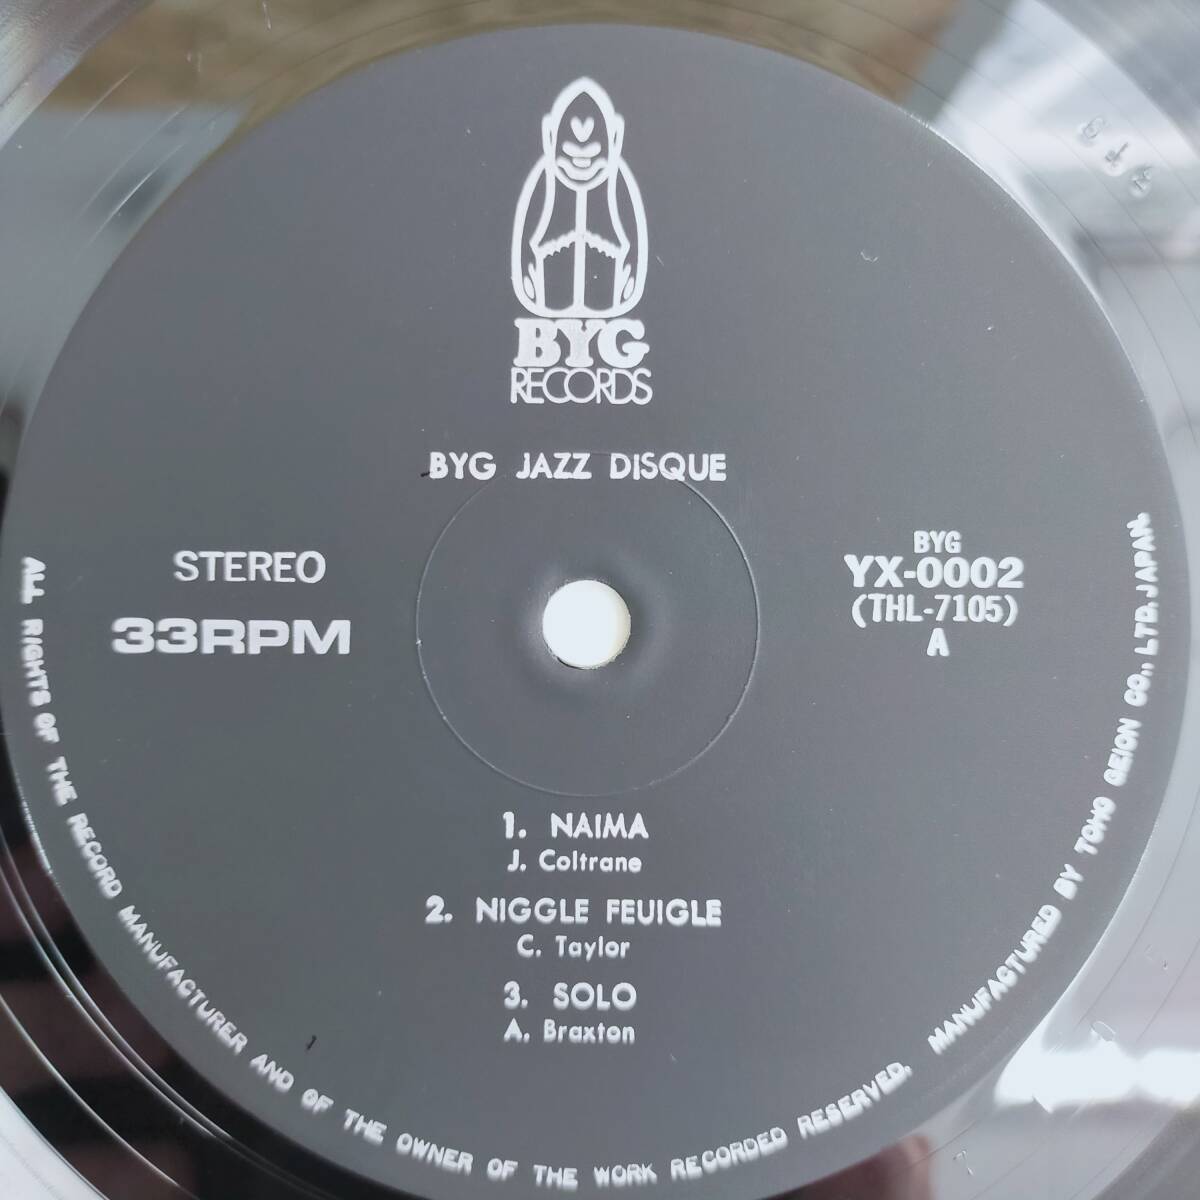 BYG
RECORDS
BYG JAZZ DISQUE
STEREO
33RPM
BYG
YX-0002
(THL-7105)
A
1. NAIMA
J. Coltrane
2. NIGGLE FEUIGLE
C. Taylor
3. SOLO
A. Braxton
ALL RIGHTS OF THE RECORD MANUFACTURER AND OF THE OWNER OF THE WORK RECORDED RESERVED. MANUFACTURED BY TOHO GEION CO., LTD. JAPAN.